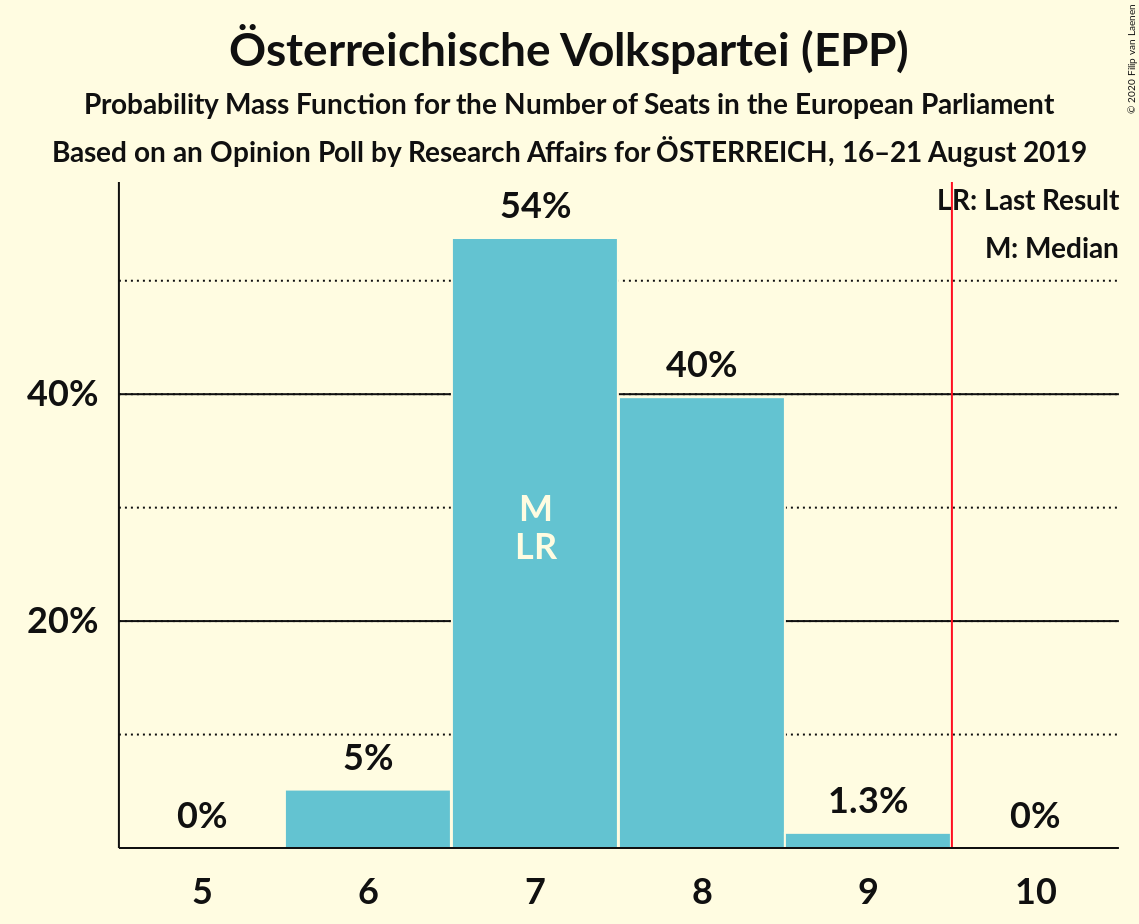 Österreichische Volkspartei (EPP)
Probability Mass Function for the Number of Seats in the European Parliament
Based on an Opinion Poll by Research Affairs for ÖSTERREICH, 16–21 August 2019
© 2020 Filip van Laenen
LR: Last Result
M: Median
54%
40%
40%
M
LR
20%
5%
1.3%
0%
0%
5 6 7 8 9 10